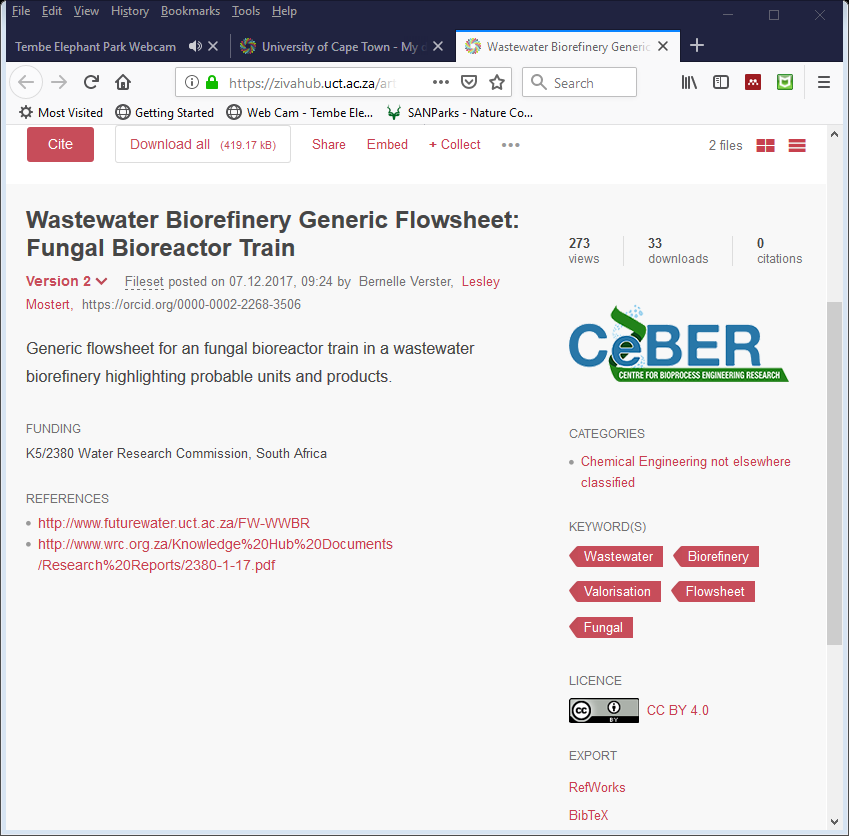 File Edit View History Bookmarks Tools Help
Tembe Elephant Park Webcam
University of Cape Town - My d
Wastewater Biorefinery Generic
https://zivahub.uct.ac.za/art
Search
Most Visited
Getting Started
Web Cam - Tembe Ele...
SANParks - Nature Co...
Cite
Download all (419.17 kB)
Share
Embed
+ Collect
2 files
Wastewater Biorefinery Generic Flowsheet:
Fungal Bioreactor Train
Version 2 Fileset posted on 07.12.2017, 09:24 by Bernelle Verster, Lesley
Mostert, https://orcid.org/0000-0002-2268-3506
Generic flowsheet for an fungal bioreactor train in a wastewater
biorefinery highlighting probable units and products.
FUNDING
K5/2380 Water Research Commission, South Africa
REFERENCES
http://www.futurewater.uct.ac.za/FW-WWBR
http://www.wrc.org.za/Knowledge%20Hub%20Documents
/Research%20Reports/2380-1-17.pdf
273 33 0
views downloads citations
CeBER
CENTRE FOR BIOPROCESS ENGINEERING RESEARCH
CATEGORIES
Chemical Engineering not elsewhere
classified
KEYWORD(S)
Wastewater Biorefinery
Valorisation Flowsheet
Fungal
LICENCE
cc BY CC BY 4.0
EXPORT
RefWorks
BibTeX